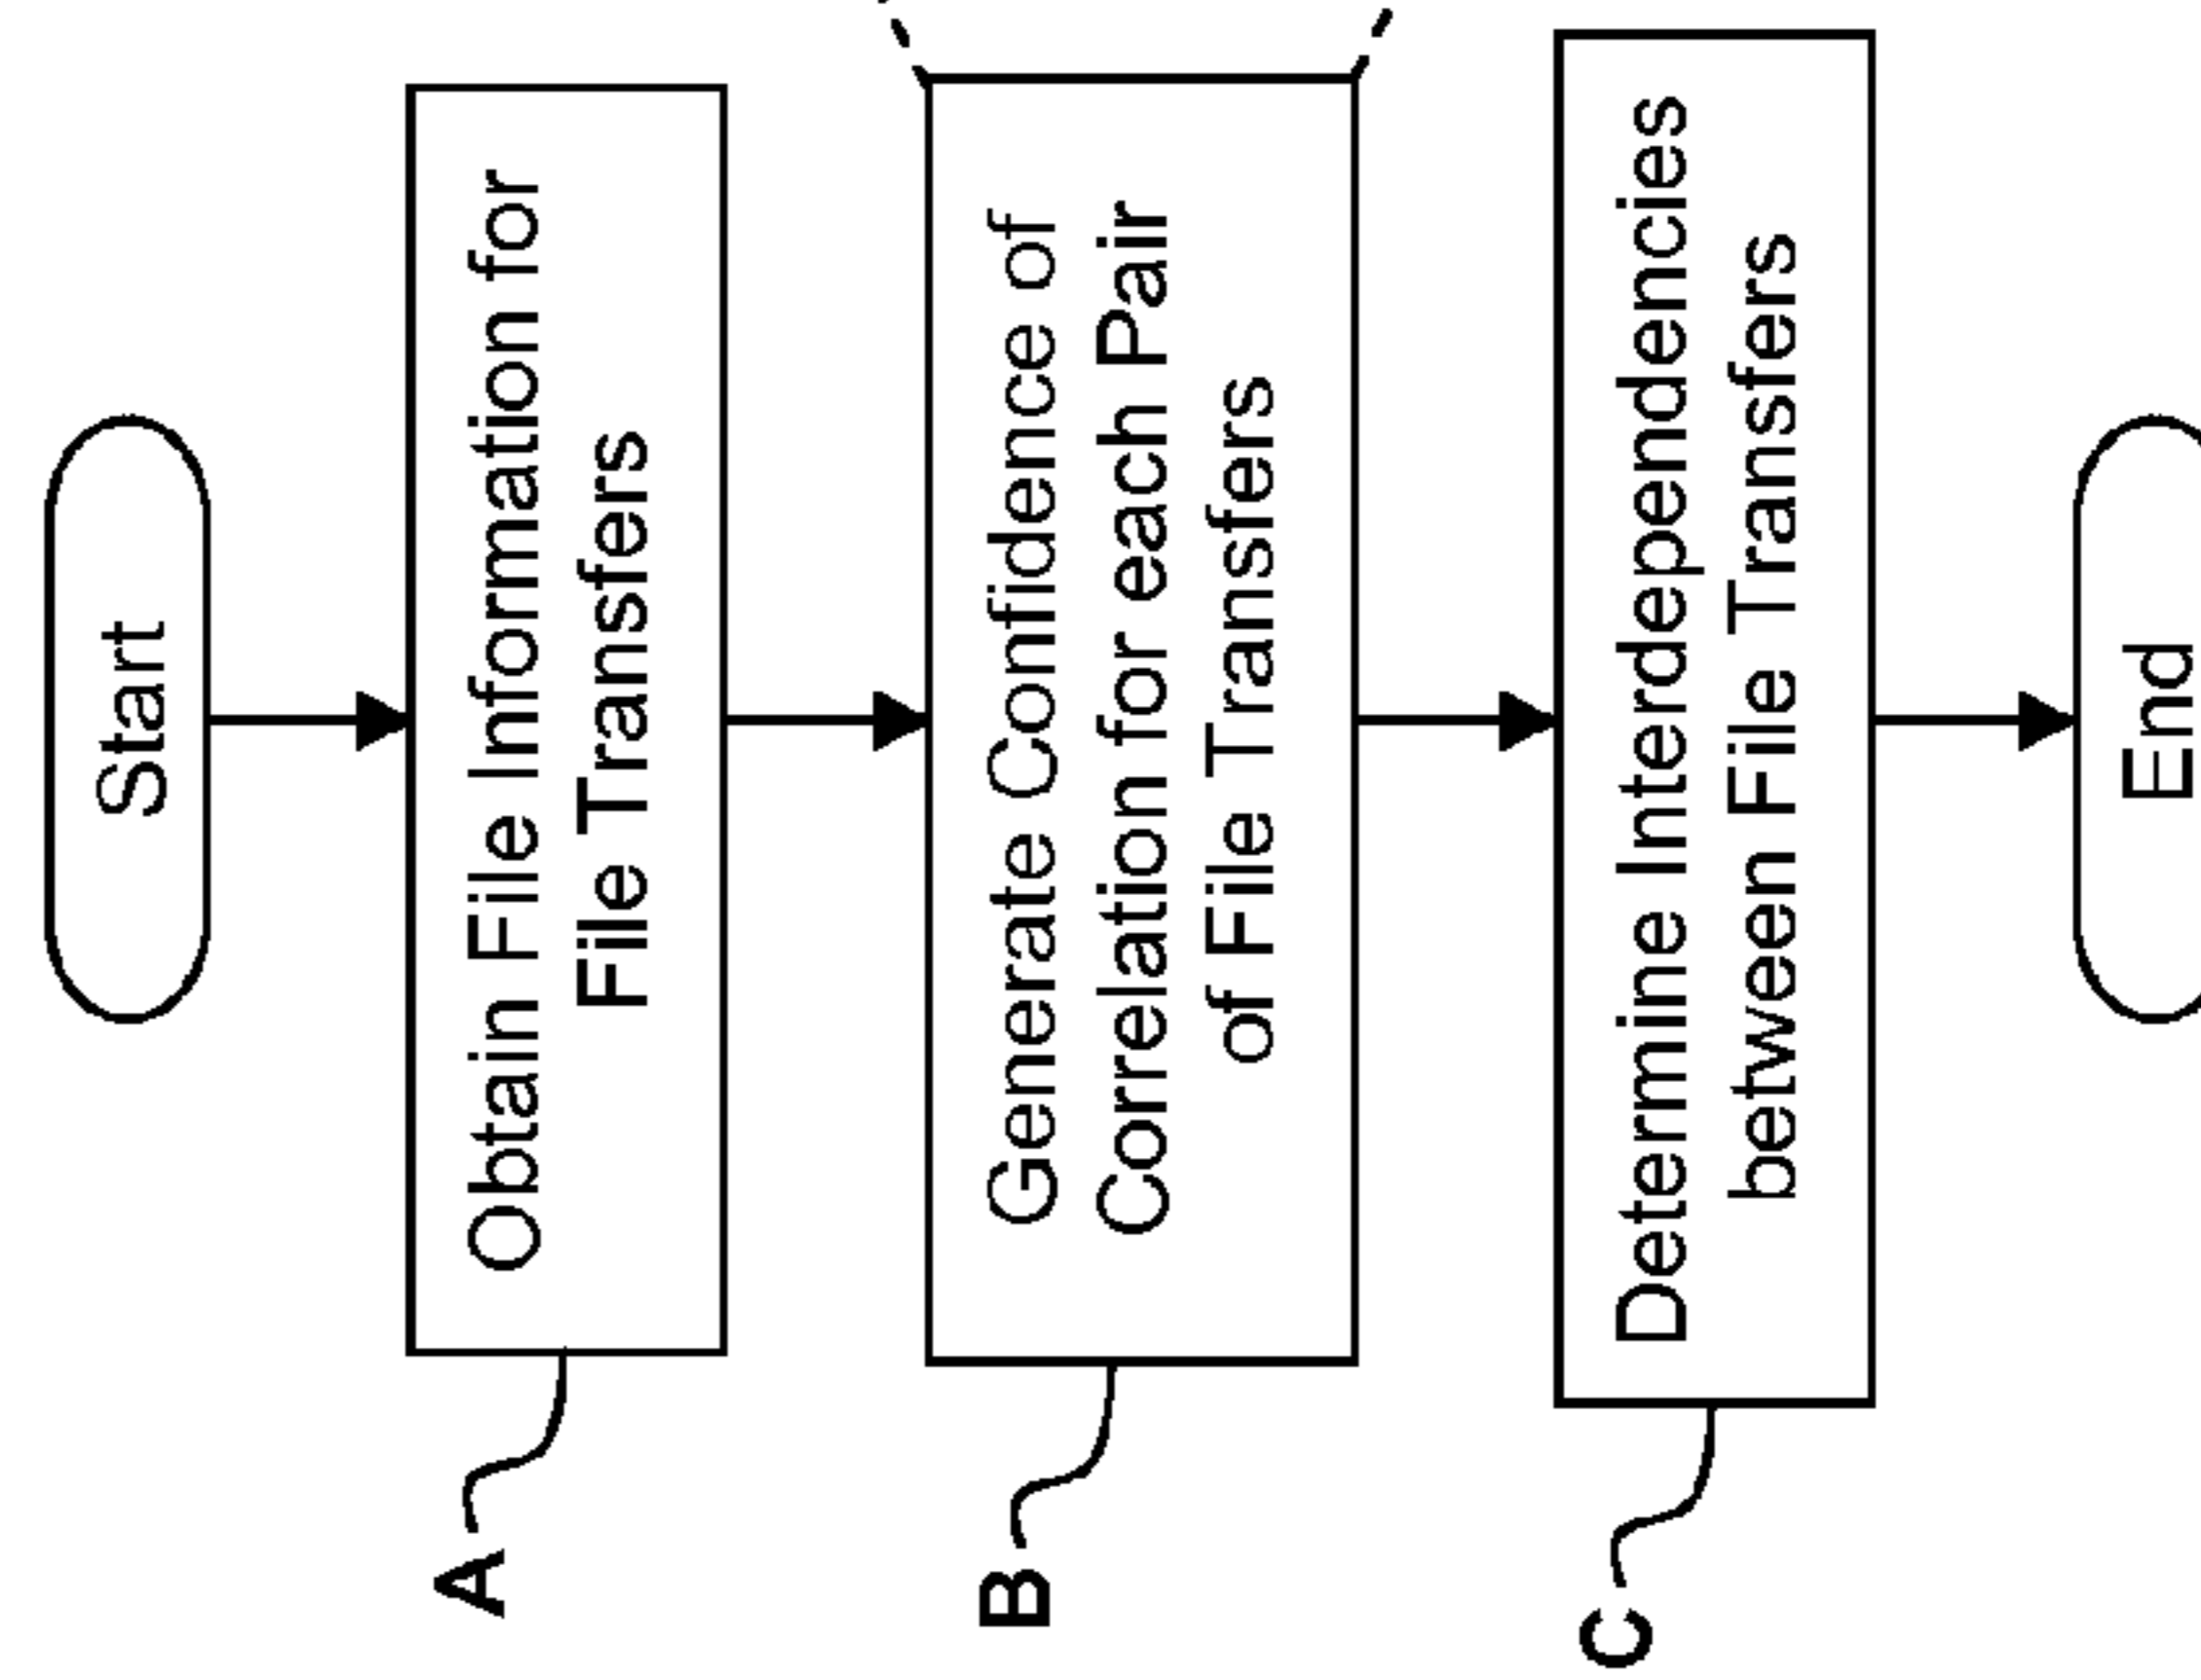 Start
A
Obtain File Information for
File Transfers
B
Generate Confidence of
Correlation for each Pair
of File Transfers
C
Determine Interdependencies
between File Transfers
End